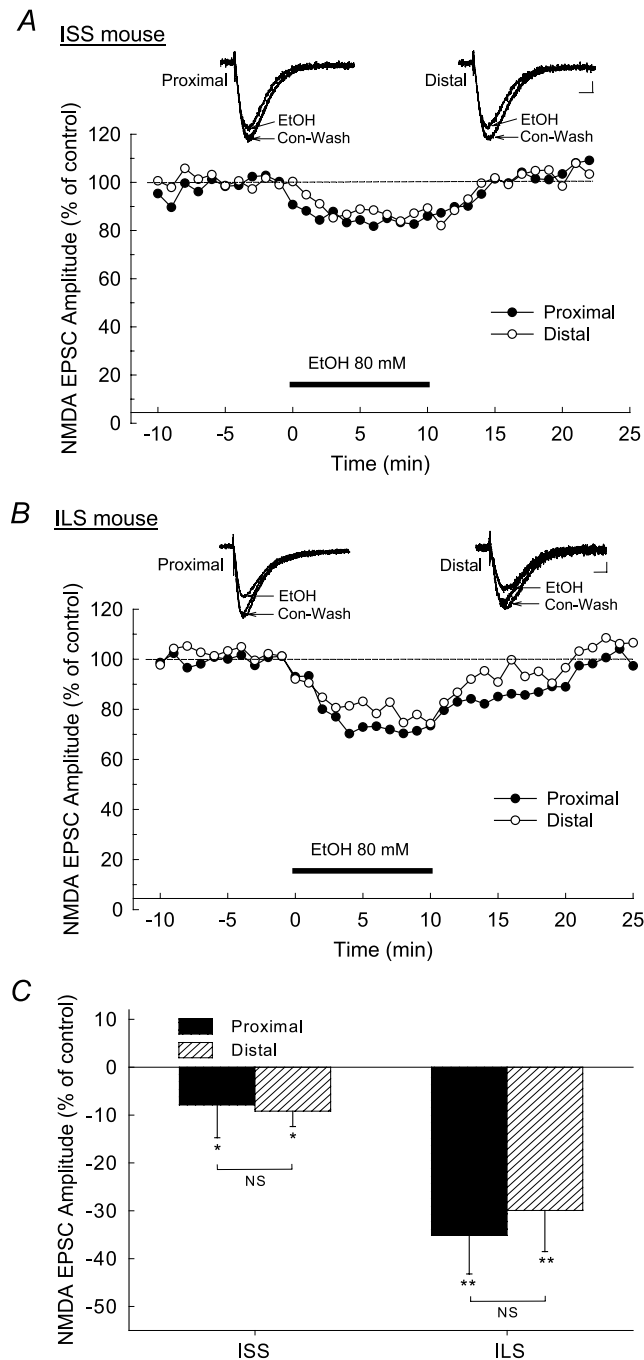 A ISS mouse
Proximal
EtOH
Con-Wash
Distal
EtOH
Con-Wash
NMDA EPSC Amplitude (% of control)
120
100
80
60
40
20
0
Proximal
Distal
EtOH 80 mM
-10 -5 0 5 10 15 20 25
Time (min)
B ILS mouse
Proximal
EtOH
Con-Wash
Distal
EtOH
Con-Wash
NMDA EPSC Amplitude (% of control)
120
100
80
60
40
20
0
Proximal
Distal
EtOH 80 mM
-10 -5 0 5 10 15 20 25
Time (min)
C
NMDA EPSC Amplitude (% of control)
10
0
-10
-20
-30
-40
-50
Proximal
Distal
* *
NS
** **
NS
ISS ILS